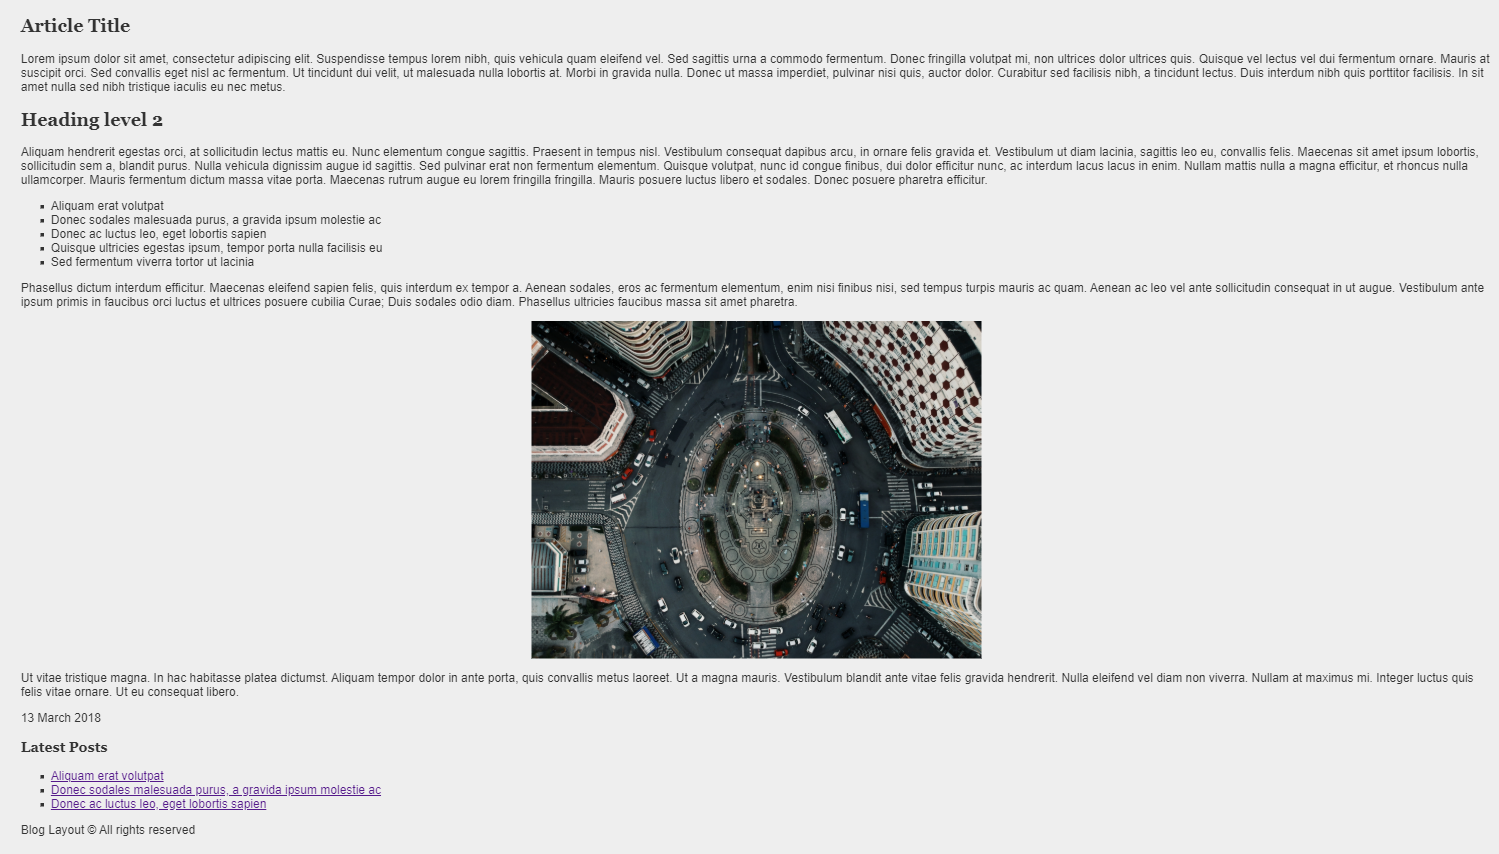 Article Title
Lorem ipsum dolor sit amet, consectetur adipiscing elit. Suspendisse tempus lorem nibh, quis vehicula quam eleifend vel. Sed sagittis urna a commodo fermentum. Donec fringilla volutpat mi, non ultrices dolor ultrices quis. Quisque vel lectus vel dui fermentum ornare. Mauris at
suscipit orci. Sed convallis eget nisl ac fermentum. Ut tincidunt dui velit, ut malesuada nulla lobortis at. Morbi in gravida nulla. Donec ut massa imperdiet, pulvinar nisi quis, auctor dolor. Curabitur sed facilisis nibh, a tincidunt lectus. Duis interdum nibh quis porttitor facilisis. In sit
amet nulla sed nibh tristique iaculis eu nec metus.
Heading level 2
Aliquam hendrerit egestas orci, at sollicitudin lectus mattis eu. Nunc elementum congue sagittis. Praesent in tempus nisl. Vestibulum consequat dapibus arcu, in ornare felis gravida et. Vestibulum ut diam lacinia, sagittis leo eu, convallis felis. Maecenas sit amet ipsum lobortis,
sollicitudin sem a, blandit purus. Nulla vehicula dignissim augue id sagittis. Sed pulvinar erat non fermentum elementum. Quisque volutpat, nunc id congue finibus, dui dolor efficitur nunc, ac interdum lacus lacus in enim. Nullam mattis nulla a magna efficitur, et rhoncus nulla
ullamcorper. Mauris fermentum dictum massa vitae porta. Maecenas rutrum augue eu lorem fringilla fringilla. Mauris posuere luctus libero et sodales. Donec posuere pharetra efficitur.
Aliquam erat volutpat
Donec sodales malesuada purus, a gravida ipsum molestie ac
Donec ac luctus leo, eget lobortis sapien
Quisque ultricies egestas ipsum, tempor porta nulla facilisis eu
Sed fermentum viverra tortor ut lacinia
Phasellus dictum interdum efficitur. Maecenas eleifend sapien felis, quis interdum ex tempor a. Aenean sodales, eros ac fermentum elementum, enim nisi finibus nisi, sed tempus turpis mauris ac quam. Aenean ac leo vel ante sollicitudin consequat in ut augue. Vestibulum ante
ipsum primis in faucibus orci luctus et ultrices posuere cubilia Curae; Duis sodales odio diam. Phasellus ultricies faucibus massa sit amet pharetra.
Ut vitae tristique magna. In hac habitasse platea dictumst. Aliquam tempor dolor in ante porta, quis convallis metus laoreet. Ut a magna mauris. Vestibulum blandit ante vitae felis gravida hendrerit. Nulla eleifend vel diam non viverra. Nullam at maximus mi. Integer luctus quis
felis vitae ornare. Ut eu consequat libero.
13 March 2018
Latest Posts
Aliquam erat volutpat
Donec sodales malesuada purus, a gravida ipsum molestie ac
Donec ac luctus leo, eget lobortis sapien
Blog Layout © All rights reserved